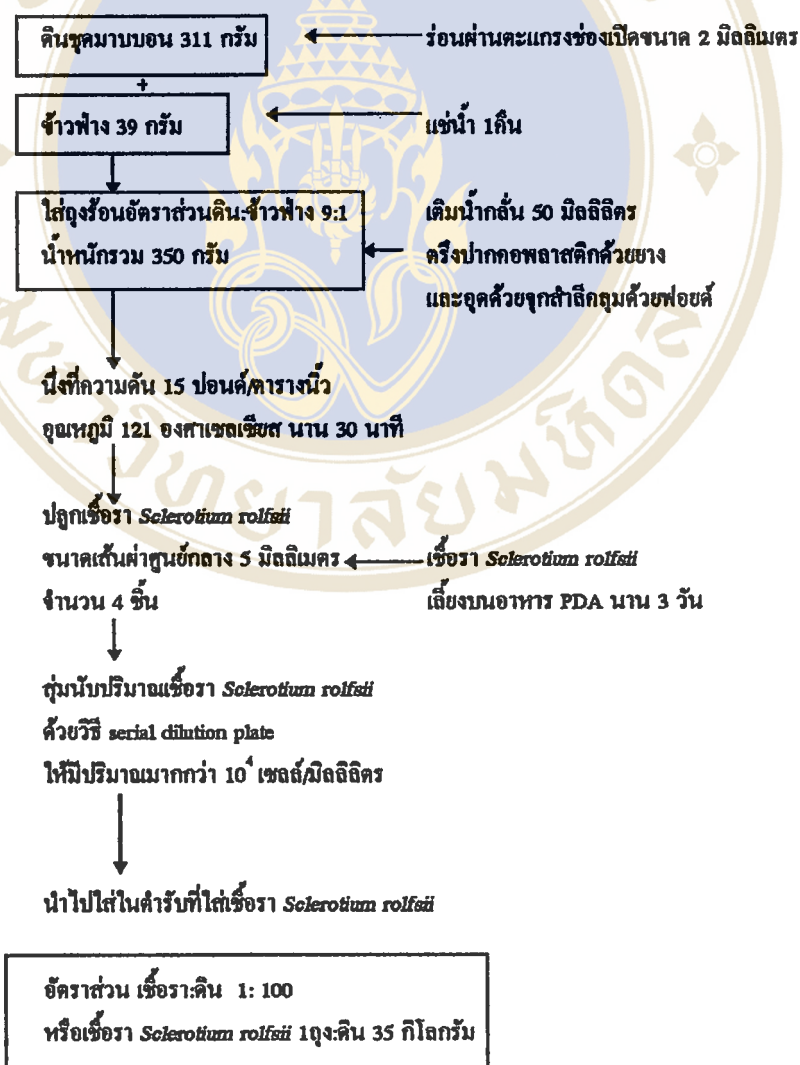 ดินชุดมาบบอน 311 กรัม
ร่อนผ่านตะแกรงช่องเปิดขนาด 2 มิลลิเมตร
+
ข้าวฟ่าง 39 กรัม
แช่น้ำ 1คืน
ใส่ถุงร้อนอัตราส่วนดิน:ข้าวฟ่าง 9:1
น้ำหนักรวม 350 กรัม
เติมน้ำกลั่น 50 มิลลิลิตร
ตรึงปากคอพลาสติกด้วยยาง
และอุดด้วยจุกสำลีคลุมด้วยฟอยด์
นึ่งที่ความดัน 15 ปอนด์/ตารางนิ้ว
อุณหภูมิ 121 องศาเซลเซียส นาน 30 นาที
ปลูกเชื้อรา Sclerotium rolfsii
ขนาดเส้นผ่าศูนย์กลาง 5 มิลลิเมตร
จำนวน 4 ชิ้น
เชื้อรา Sclerotium rolfsii
เลี้ยงบนอาหาร PDA นาน 3 วัน
สุ่มนับปริมาณเชื้อรา Sclerotium rolfsii
ด้วยวิธี serial dilution plate
ให้มีปริมาณมากกว่า 10⁴ เซลล์/มิลลิลิตร
นำไปใส่ในตำรับที่ใส่เชื้อรา Sclerotium rolfsii
อัตราส่วน เชื้อรา:ดิน 1: 100
หรือเชื้อรา Sclerotium rolfsii 1ถุง:ดิน 35 กิโลกรัม
มหาวิทยาลัยมหิดล